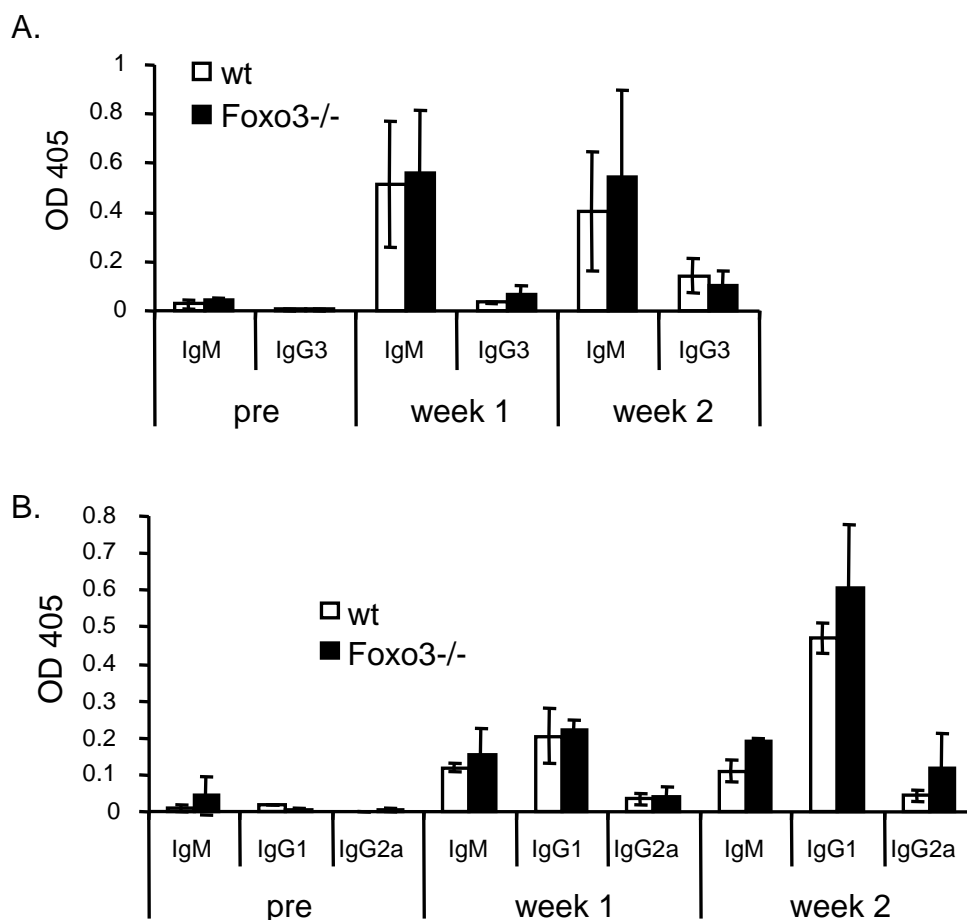 A.
1
0.8
0.6
0.4
0.2
0
OD 405
wt
Foxo3-/-
IgM IgG3 IgM IgG3 IgM IgG3
pre week 1 week 2
B.
0.8
0.7
0.6
0.5
0.4
0.3
0.2
0.1
0
OD 405
wt
Foxo3-/-
IgM IgG1 IgG2a IgM IgG1 IgG2a IgM IgG1 IgG2a
pre week 1 week 2